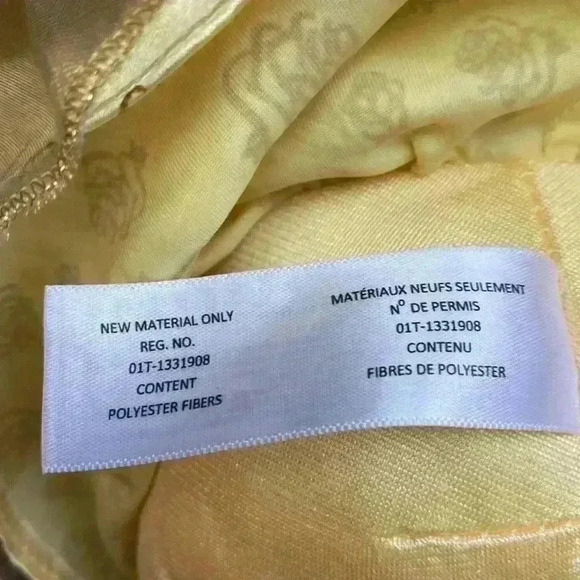 NEW MATERIAL ONLY
REG. NO.
01T-1331908
CONTENT
POLYESTER FIBERS
MATÉRIAUX NEUFS SEULEMENT
Nº DE PERMIS
01T-1331908
CONTENU
FIBRES DE POLYESTER